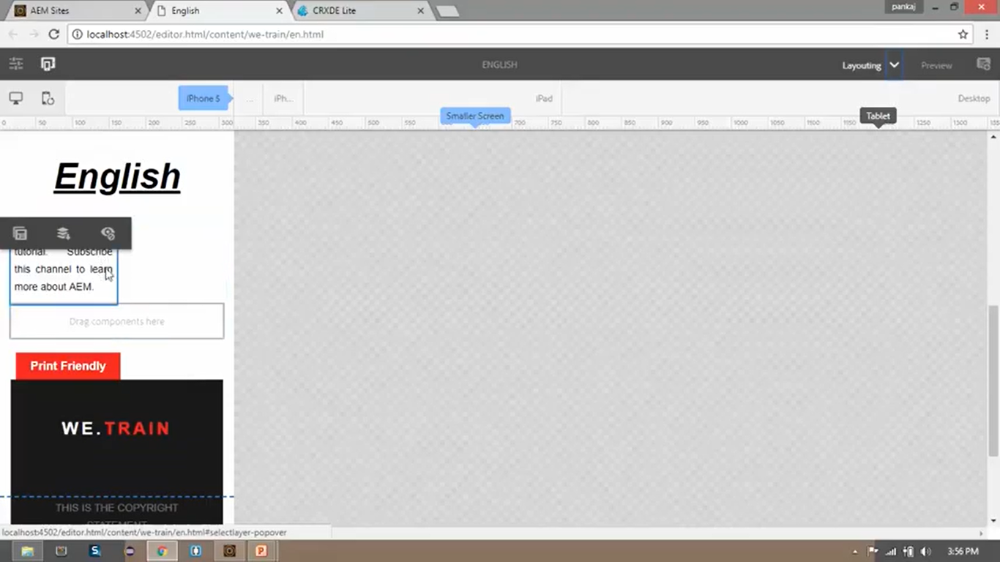 AEM Sites English CRXDE Lite pankaj
localhost:4502/editor.html/content/we-train/en.html
ENGLISH Layouting Preview
iPhone 5 ... iPh... iPad Desktop
Smaller Screen Tablet
0 50 100 150 200 250 300 350 400 450 500 550 700 750 800 850 900 950 1000 1050 1100 1150 1250 1300
English
tutorial. Subscribe
this channel to learn
more about AEM.
Drag components here
Print Friendly
WE.TRAIN
THIS IS THE COPYRIGHT
STATEMENT
localhost:4502/editor.html/content/we-train/en.html#selectlayer-popover
3:56 PM